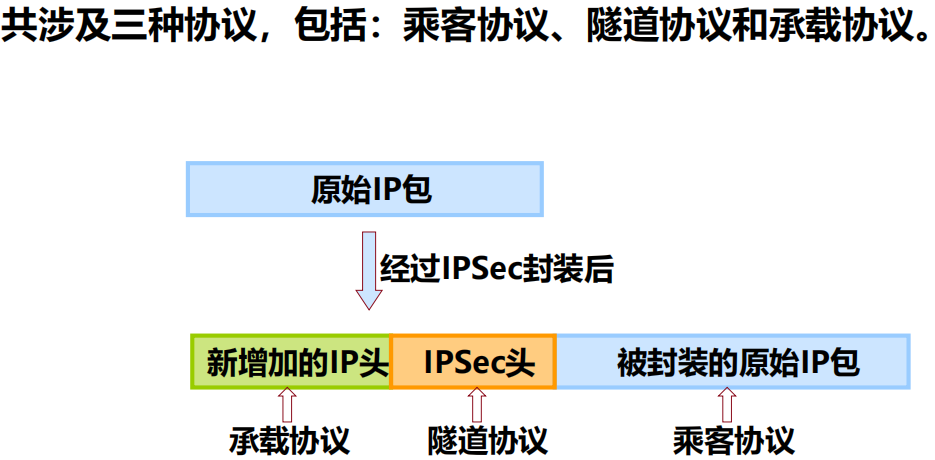 共涉及三种协议，包括：乘客协议、隧道协议和承载协议。
原始IP包
经过IPSec封装后
新增加的IP头 IPSec头 被封装的原始IP包
承载协议 隧道协议 乘客协议